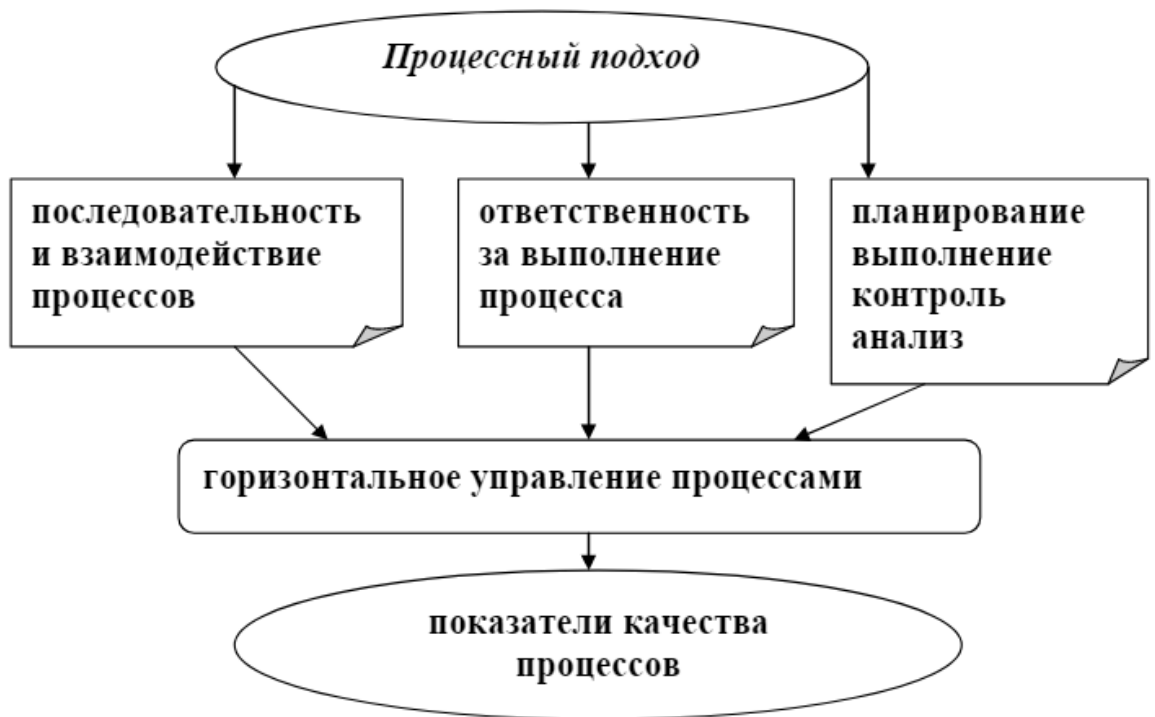 Процессный подход
последовательность
и взаимодействие
процессов
ответственность
за выполнение
процесса
планирование
выполнение
контроль
анализ
горизонтальное управление процессами
показатели качества
процессов